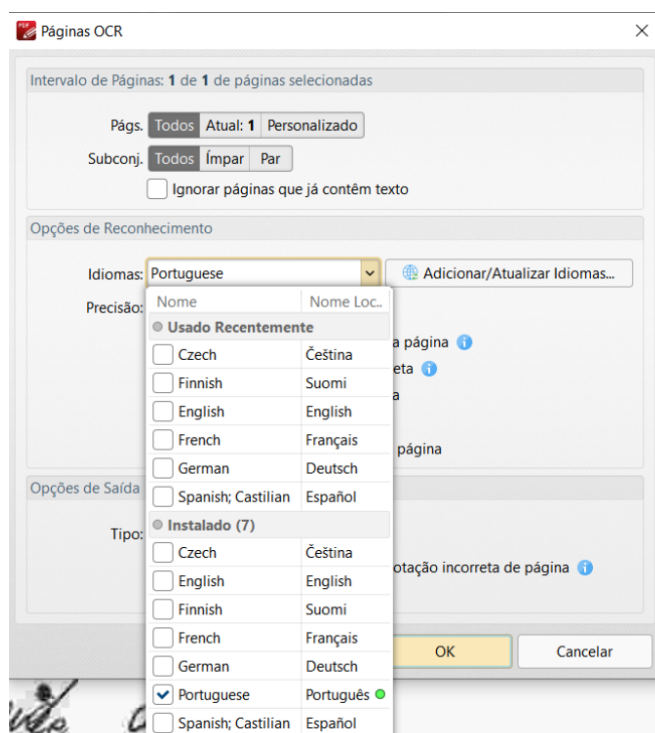 Páginas OCR
Intervalo de Páginas: 1 de 1 de páginas selecionadas
Págs. Todos Atual: 1 Personalizado
Subconj. Todos Ímpar Par
Ignorar páginas que já contêm texto
Opções de Reconhecimento
Idiomas: Portuguese Adicionar/Atualizar Idiomas...
Precisão:
Nome Nome Loc..
Usado Recentemente
a página
Czech Čeština
eta
Finnish Suomi
a
English English
French Français
página
German Deutsch
Opções de Saída
Spanish; Castilian Español
Instalado (7)
Tipo:
Czech Čeština
otação incorreta de página
English English
Finnish Suomi
French Français
OK Cancelar
German Deutsch
Portuguese Português
Spanish; Castilian Español